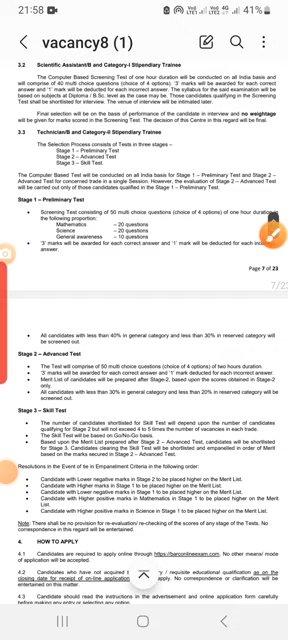 21:58
Vo) LTE1
Vo) 4G LTE2
41%
vacancy8 (1)
3.2 Scientific Assistant/B and Category-I Stipendiary Trainee
The Computer Based Screening Test of one hour duration will be conducted on all India basis and
will comprise of 40 multi choice questions (choice of 4 options). '3' marks will be awarded for each correct
answer and '1' mark will be deducted for each incorrect answer. The syllabus for the said examination will be
based on subjects at Diploma / B.Sc. level as the case may be. Those candidates qualifying in the Screening
Test will be shortlisted for interview. The venue of interview will be intimated later.
Final selection will be on the basis of performance of the candidate in interview and no weightage
will be given for marks scored in the Screening Test. The decision of this Centre in this regard will be final.
3.3 Technician/B and Category-II Stipendiary Trainee
The Selection Process consists of Tests in three stages –
Stage 1 – Preliminary Test
Stage 2 – Advanced Test
Stage 3 – Skill Test.
The Computer Based Test will be conducted on all India basis for Stage 1 – Preliminary Test and Stage 2 –
Advanced Test for concerned trade in a single Session. However, the evaluation of Stage 2 – Advanced Test
will be carried out only of those candidates qualified in the Stage 1 – Preliminary Test.
Stage 1 – Preliminary Test
• Screening Test consisting of 50 multi choice questions (choice of 4 options) of one hour duration in
the following proportion:
Mathematics – 20 questions
Science – 20 questions
General awareness – 10 questions
• '3' marks will be awarded for each correct answer and '1' mark will be deducted for each
answer.
Page 7 of 23
7/23
• All candidates with less than 40% in general category and less than 30% in reserved category will
be screened out.
Stage 2 – Advanced Test
• The Test will comprise of 50 multi choice questions (choice of 4 options) of two hours duration.
• '3' marks will be awarded for each correct answer and '1' mark deducted for each incorrect answer.
• Merit List of candidates will be prepared after Stage-2, based upon the scores obtained in Stage-2
only.
• All candidates with less than 30% in general category and less than 20% in reserved category will be
screened out.
Stage 3 – Skill Test
• The number of candidates shortlisted for Skill Test will depend upon the number of candidates
qualifying for Stage 2 but will not exceed 4 to 5 times the number of vacancies in each trade.
• The Skill Test will be based on Go/No-Go basis.
• Based upon the Merit List prepared after Stage 2 – Advanced Test, candidates will be shortlisted
for Stage 3. Candidates clearing the Skill Test will be shortlisted and empanelled in order of Merit
based on the marks secured in Stage 2 – Advanced Test.
Resolutions in the Event of tie in Empanelment Criteria in the following order:
• Candidate with Lower negative marks in Stage 2 to be placed higher on the Merit List.
• Candidate with Higher marks in Stage 1 to be placed higher on the Merit List.
• Candidate with Lower negative marks in Stage 1 to be placed higher on the Merit List.
• Candidate with Higher positive marks in Mathematics in Stage 1 to be placed higher on the Merit
List.
• Candidate with Higher positive marks in Science in Stage 1 to be placed higher on the Merit List.
Note: There shall be no provision for re-evaluation/re-checking of the scores of any stage of the Tests. No
correspondence in this regard will be entertained.
4. HOW TO APPLY
4.1 Candidates are required to apply online through https://barconlineexam.com. No other means/ mode
of application will be accepted.
4.2 Candidates who have not acquired / requisite educational qualification as on the
closing date for receipt of on-line application apply. No correspondence or clarification will be
entertained on this matter.
4.3 Candidate should read the instructions in the advertisement and online application form carefully
before making any entry or selecting any option.